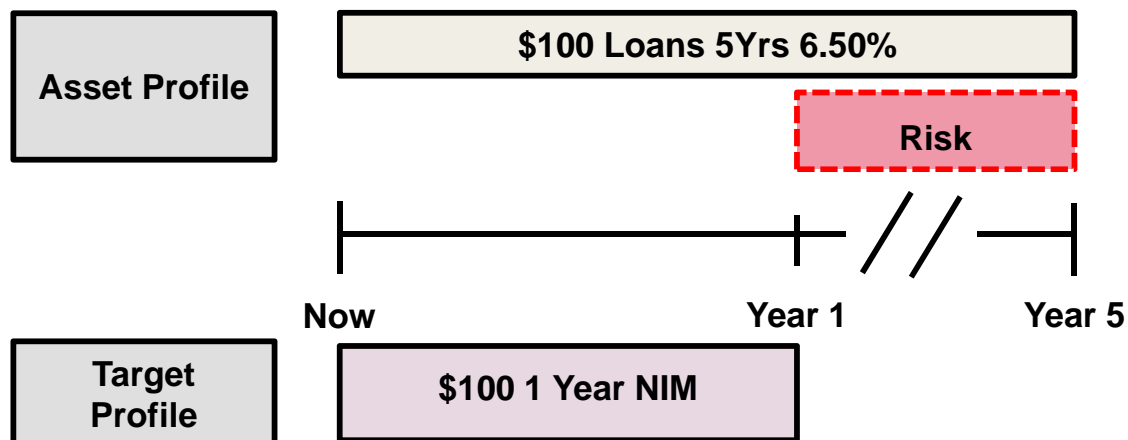 Asset Profile
$100 Loans 5Yrs 6.50%
Risk
Now
Year 1
Year 5
Target
Profile
$100 1 Year NIM